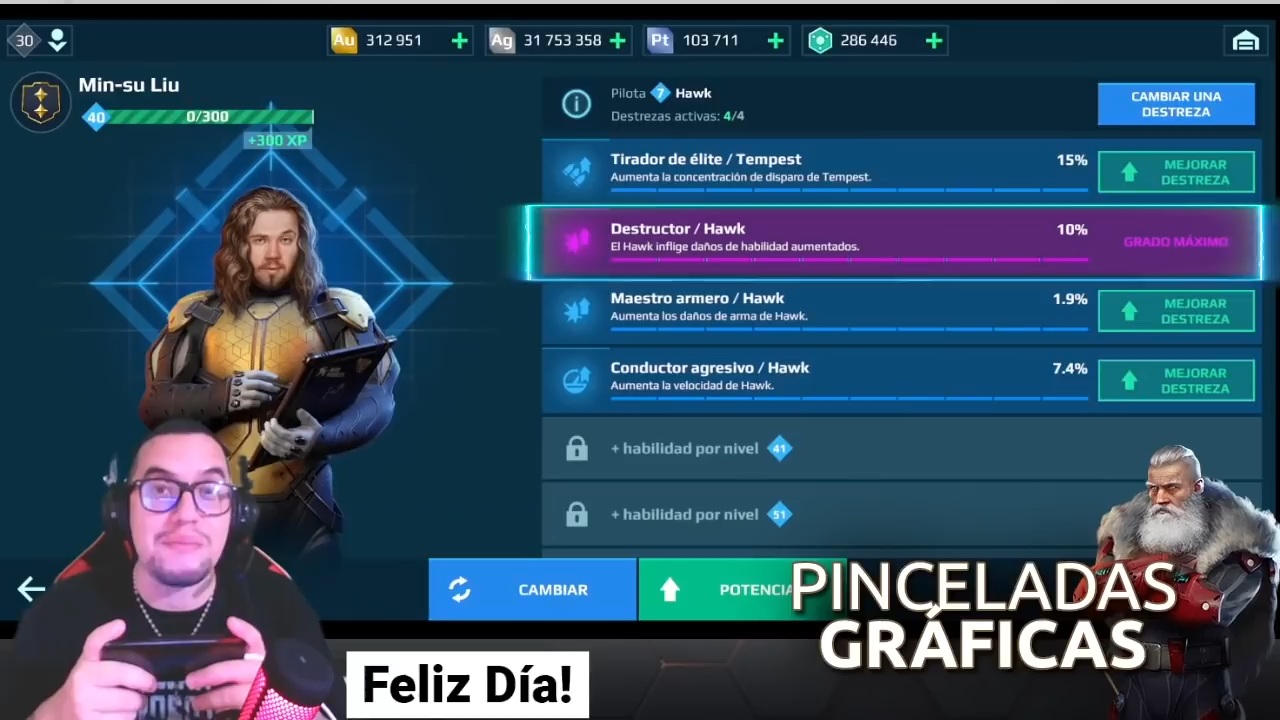 30
Au 312 951 +
Ag 31 753 358 +
Pt 103 711 +
286 446 +
Min-su Liu
40 0/300
+300 XP
Pilota 7 Hawk
Destrezas activas: 4/4
CAMBIAR UNA
DESTREZA
Tirador de élite / Tempest 15%
Aumenta la concentración de disparo de Tempest.
MEJORAR
DESTREZA
Destructor / Hawk 10%
El Hawk inflige daños de habilidad aumentados.
GRADO MÁXIMO
Maestro armero / Hawk 1.9%
Aumenta los daños de arma de Hawk.
MEJORAR
DESTREZA
Conductor agresivo / Hawk 7.4%
Aumenta la velocidad de Hawk.
MEJORAR
DESTREZA
+ habilidad por nivel 41
+ habilidad por nivel 51
CAMBIAR
POTENCIA
PINCELADAS
GRÁFICAS
Feliz Día!